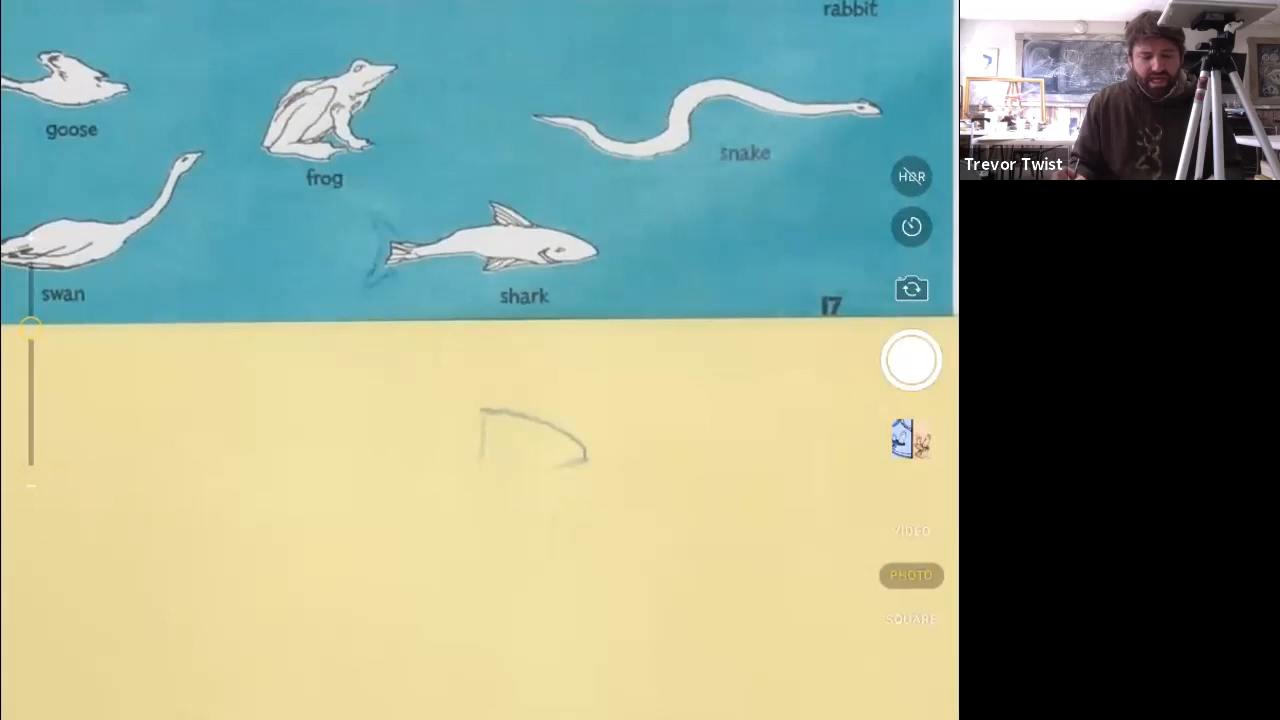 rabbit
goose
frog
snake
swan
shark
17
HDR
Trevor Twist
VIDEO
PHOTO
SQUARE